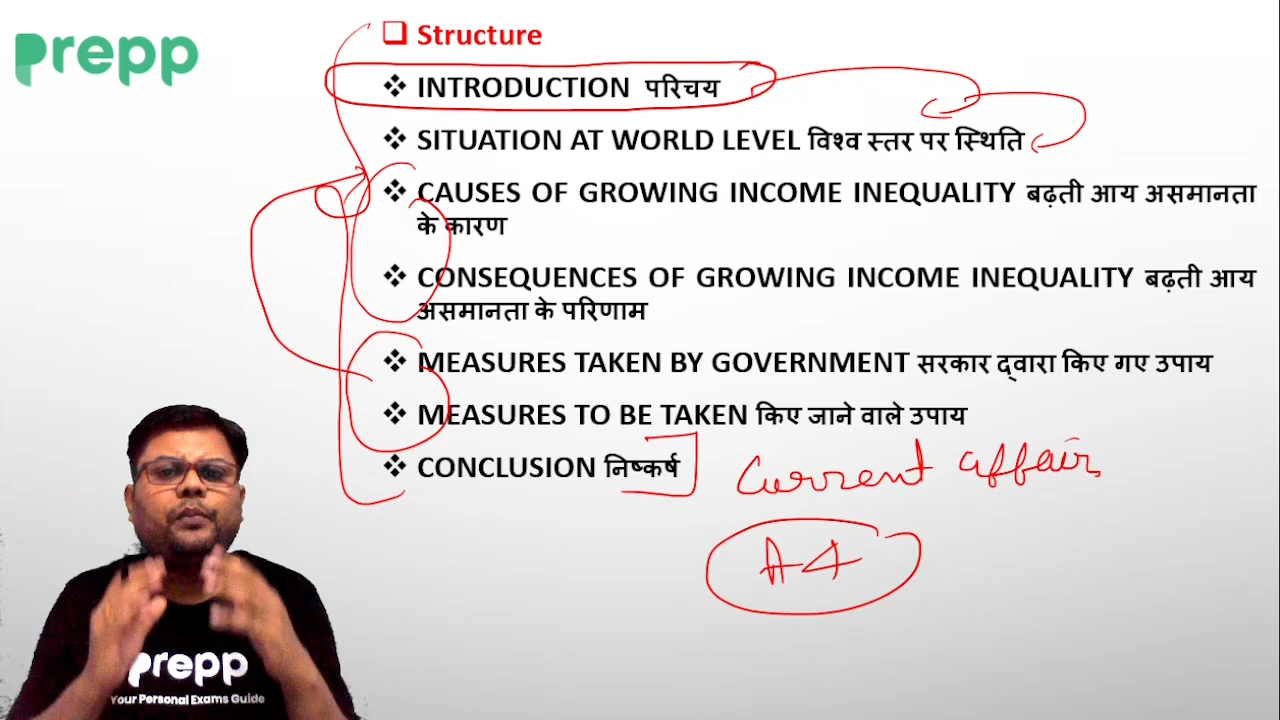 prepp
Structure
INTRODUCTION परिचय
SITUATION AT WORLD LEVEL विश्व स्तर पर स्थिति
CAUSES OF GROWING INCOME INEQUALITY बढ़ती आय असमानता
के कारण
CONSEQUENCES OF GROWING INCOME INEQUALITY बढ़ती आय
असमानता के परिणाम
MEASURES TAKEN BY GOVERNMENT सरकार द्वारा किए गए उपाय
MEASURES TO BE TAKEN किए जाने वाले उपाय
CONCLUSION निष्कर्ष
Current affairs
A4
prepp
Your Personal Exams Guide